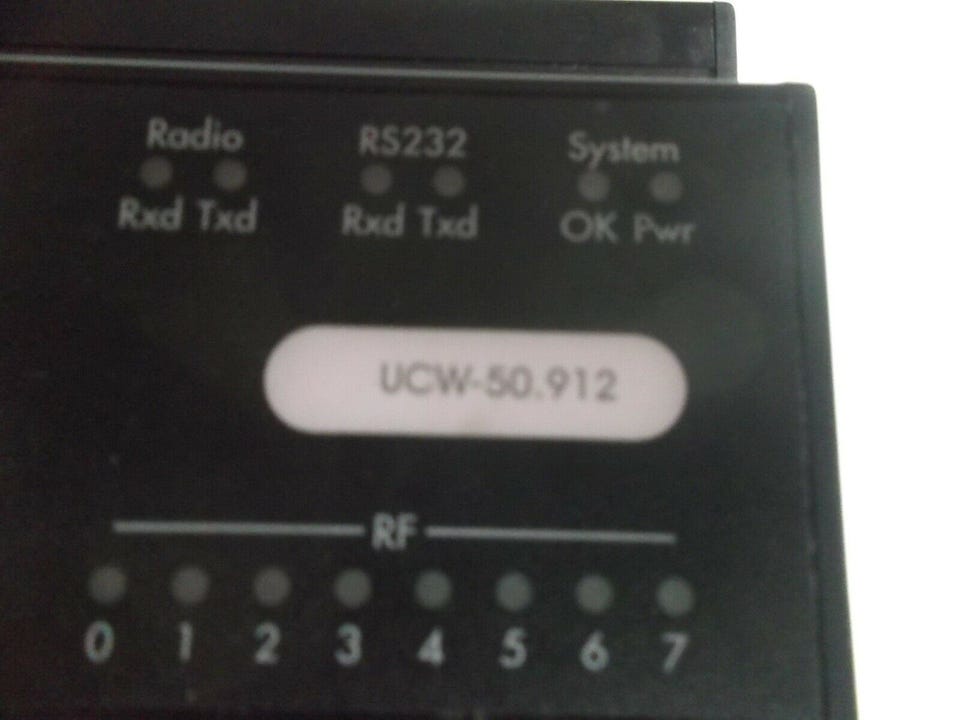 Radio RS232 System
Rxd Txd Rxd Txd OK Pwr
UCW-50.912
RF
0 1 2 3 4 5 6 7